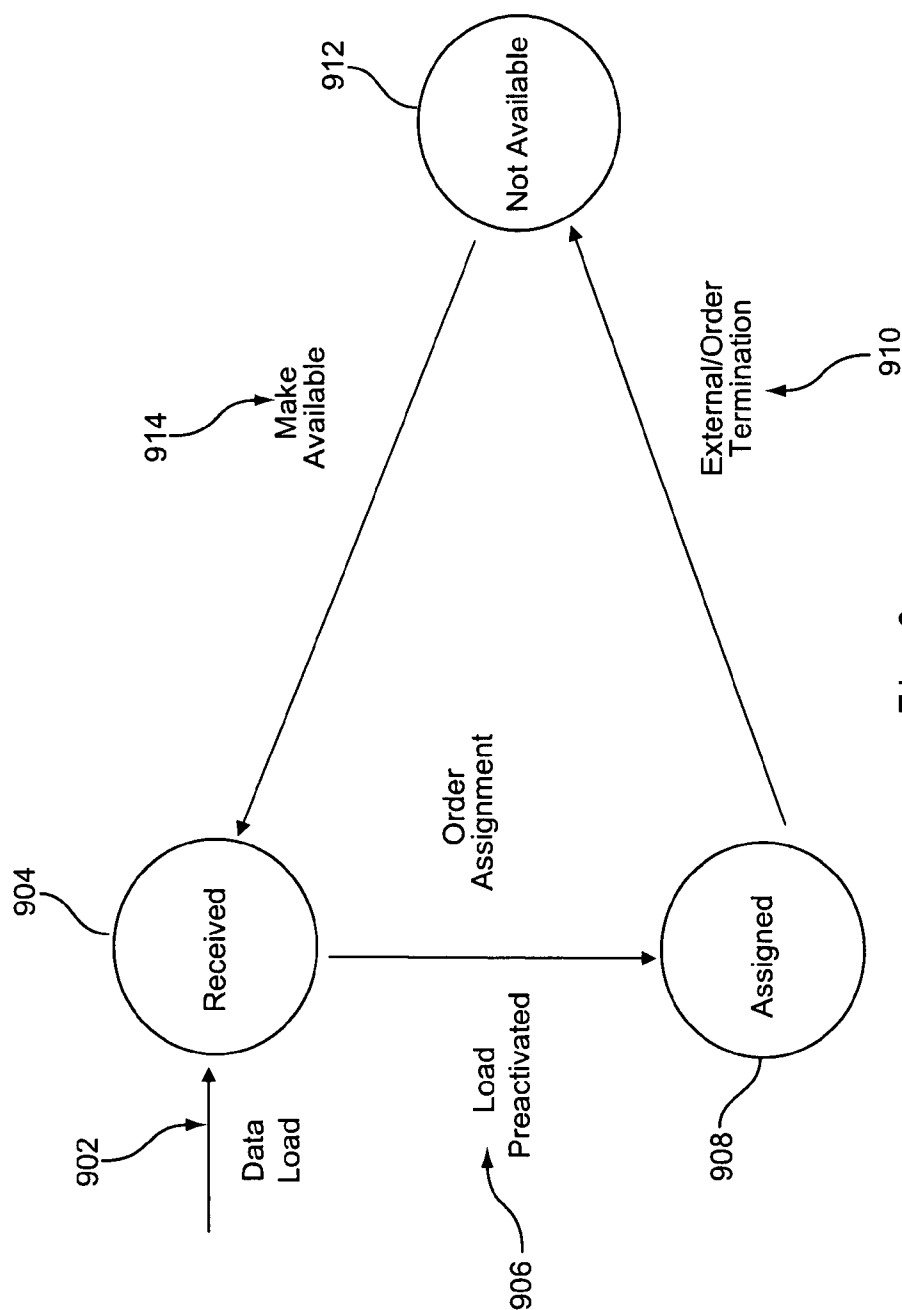 902
Data
Load
904
Received
914
Make
Available
912
Not Available
906
Load
Preactivated
Order
Assignment
908
Assigned
External/Order
Termination
910